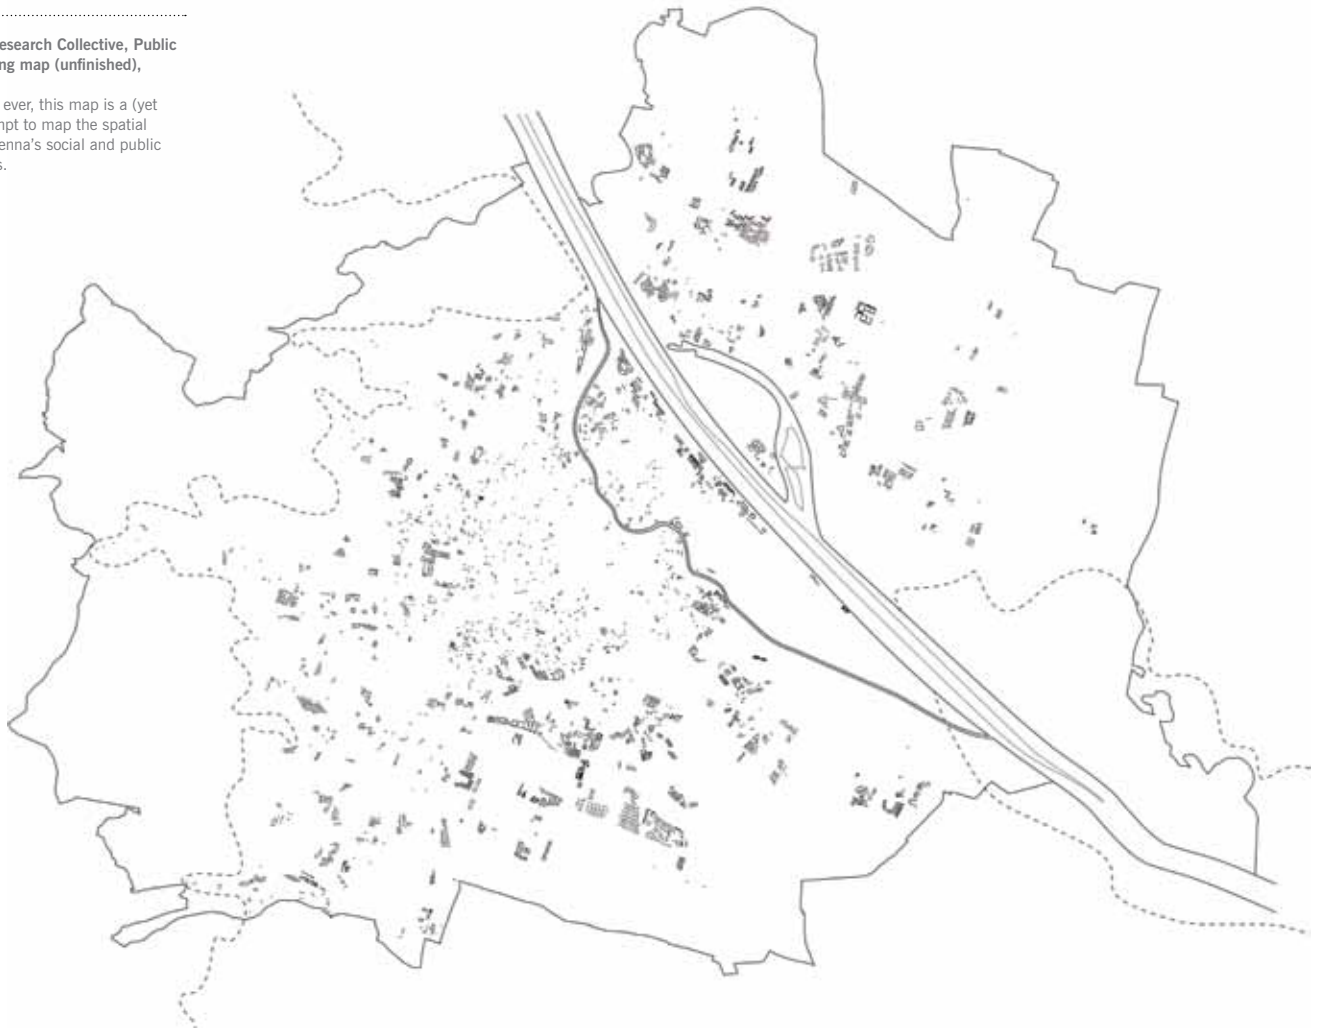 esearch Collective, Public
ng map (unfinished),
ever, this map is a (yet
npt to map the spatial
enna's social and public
s.